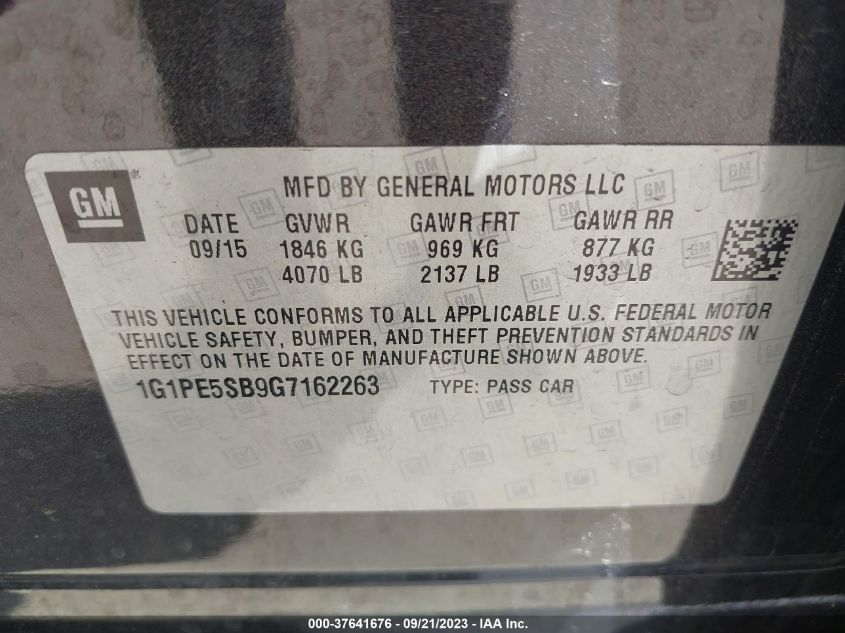 GM
MFD BY GENERAL MOTORS LLC
DATE GVWR GAWR FRT GAWR RR
09/15 1846 KG 969 KG 877 KG
4070 LB 2137 LB 1933 LB
THIS VEHICLE CONFORMS TO ALL APPLICABLE U.S. FEDERAL MOTOR
VEHICLE SAFETY, BUMPER, AND THEFT PREVENTION STANDARDS IN
EFFECT ON THE DATE OF MANUFACTURE SHOWN ABOVE.
1G1PE5SB9G7162263 TYPE: PASS CAR
000-37641676 - 09/21/2023 - IAA Inc.